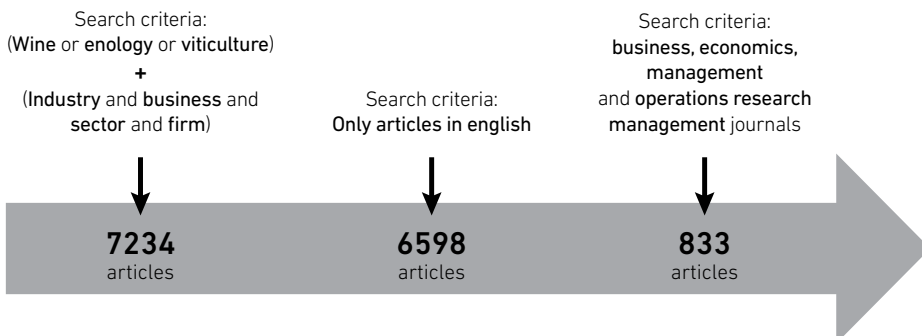 Search criteria:
(Wine or enology or viticulture)
+
(Industry and business and
sector and firm)
7234
articles
Search criteria:
Only articles in english
6598
articles
Search criteria:
business, economics,
management
and operations research
management journals
833
articles